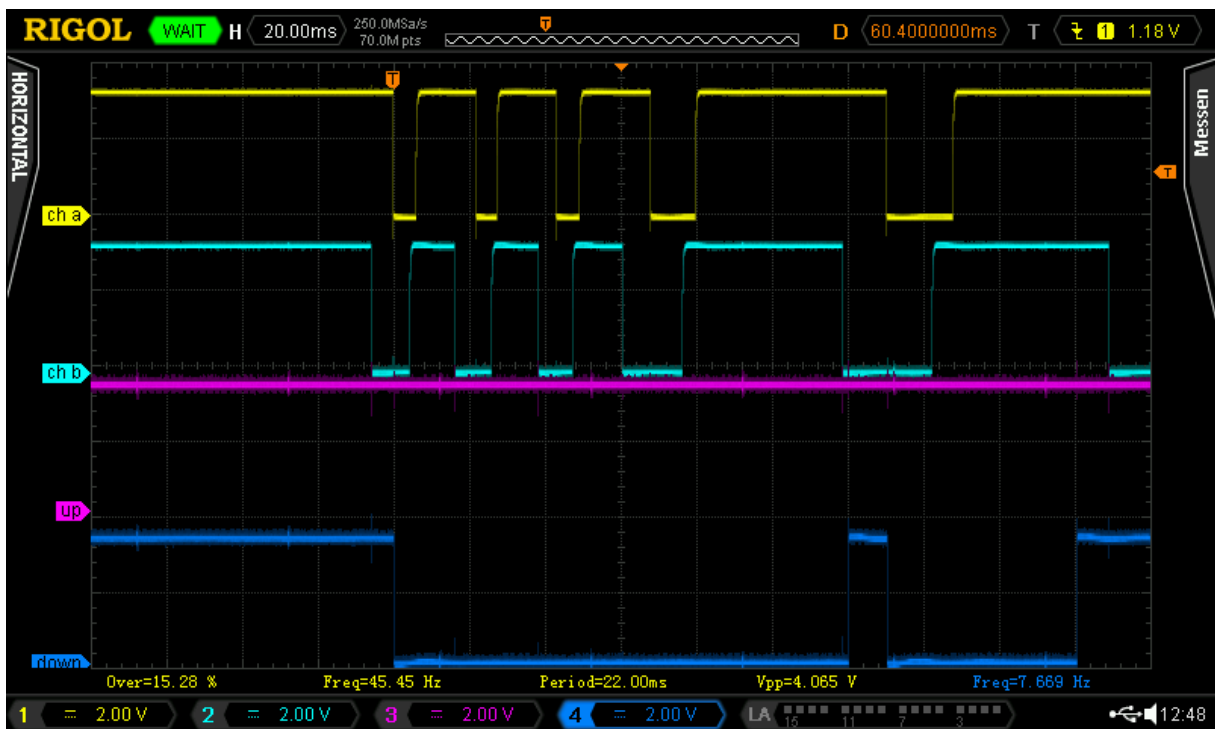 RIGOL WAIT H 20.00ms 250.0MSa/s 70.0M pts D 60.4000000ms T 1 1.18 V
T
T
HORIZONTAL
Messen
T
ch a
ch b
up
down
Over=15.28 % Freq=45.45 Hz Period=22.00ms Vpp=4.065 V Freq=7.669 Hz
1 = 2.00 V 2 = 2.00 V 3 = 2.00 V 4 = 2.00 V LA 15 11 7 3 12:48